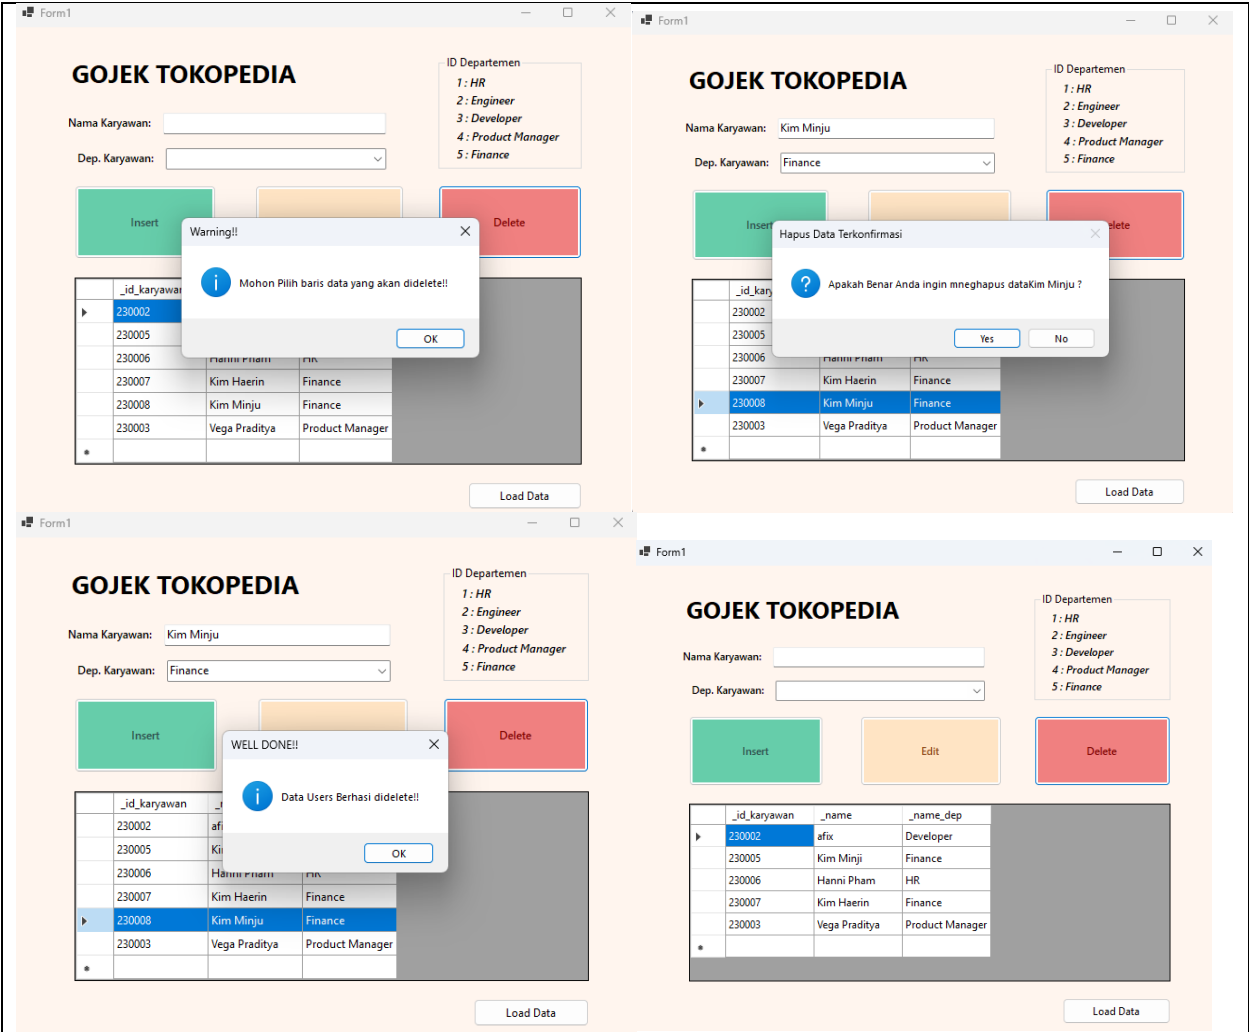 Form1
GOJEK TOKOPEDIA
ID Departemen
1 : HR
2 : Engineer
3 : Developer
4 : Product Manager
5 : Finance
Nama Karyawan:
Dep. Karyawan:
Insert
Delete
Warning!!
Mohon Pilih baris data yang akan didelete!!
OK
_id_karyawan
230002
230005
230006 Hanni Pham HR
230007 Kim Haerin Finance
230008 Kim Minju Finance
230003 Vega Praditya Product Manager
Load Data
Form1
GOJEK TOKOPEDIA
ID Departemen
1 : HR
2 : Engineer
3 : Developer
4 : Product Manager
5 : Finance
Nama Karyawan: Kim Minju
Dep. Karyawan: Finance
Insert
elete
Hapus Data Terkonfirmasi
Apakah Benar Anda ingin mneghapus dataKim Minju ?
Yes No
_id_kary
230002
230005
230006 Hanni Pham HR
230007 Kim Haerin Finance
230008 Kim Minju Finance
230003 Vega Praditya Product Manager
Load Data
Form1
GOJEK TOKOPEDIA
ID Departemen
1 : HR
2 : Engineer
3 : Developer
4 : Product Manager
5 : Finance
Nama Karyawan: Kim Minju
Dep. Karyawan: Finance
Insert
Delete
WELL DONE!!
Data Users Berhasi didelete!!
OK
_id_karyawan
230002 afi
230005 Ki
230006 Hanni Pham HR
230007 Kim Haerin Finance
230008 Kim Minju Finance
230003 Vega Praditya Product Manager
Load Data
Form1
GOJEK TOKOPEDIA
ID Departemen
1 : HR
2 : Engineer
3 : Developer
4 : Product Manager
5 : Finance
Nama Karyawan:
Dep. Karyawan:
Insert Edit Delete
_id_karyawan _name _name_dep
230002 afix Developer
230005 Kim Minji Finance
230006 Hanni Pham HR
230007 Kim Haerin Finance
230003 Vega Praditya Product Manager
Load Data